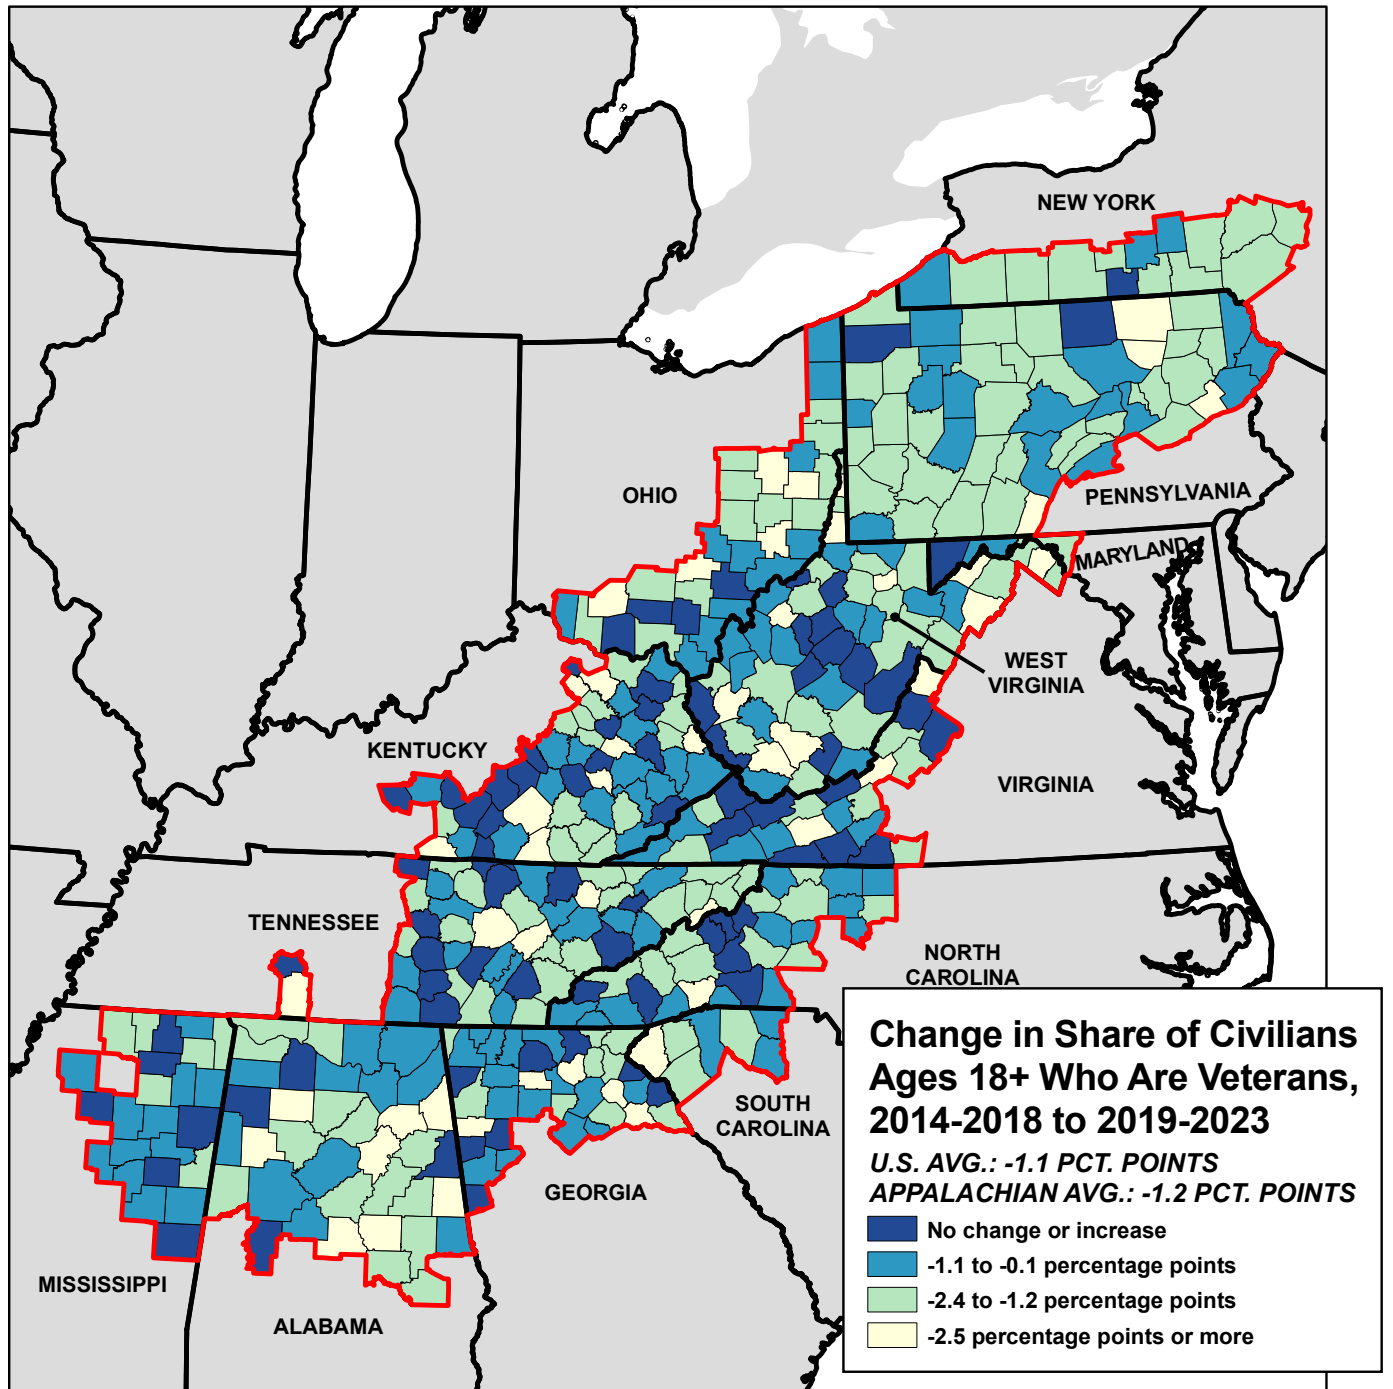 NEW YORK
PENNSYLVANIA
OHIO
MARYLAND
WEST
VIRGINIA
KENTUCKY
VIRGINIA
TENNESSEE
NORTH
CAROLINA
SOUTH
CAROLINA
GEORGIA
MISSISSIPPI
ALABAMA
Change in Share of Civilians
Ages 18+ Who Are Veterans,
2014-2018 to 2019-2023
U.S. AVG.: -1.1 PCT. POINTS
APPALACHIAN AVG.: -1.2 PCT. POINTS
No change or increase
-1.1 to -0.1 percentage points
-2.4 to -1.2 percentage points
-2.5 percentage points or more